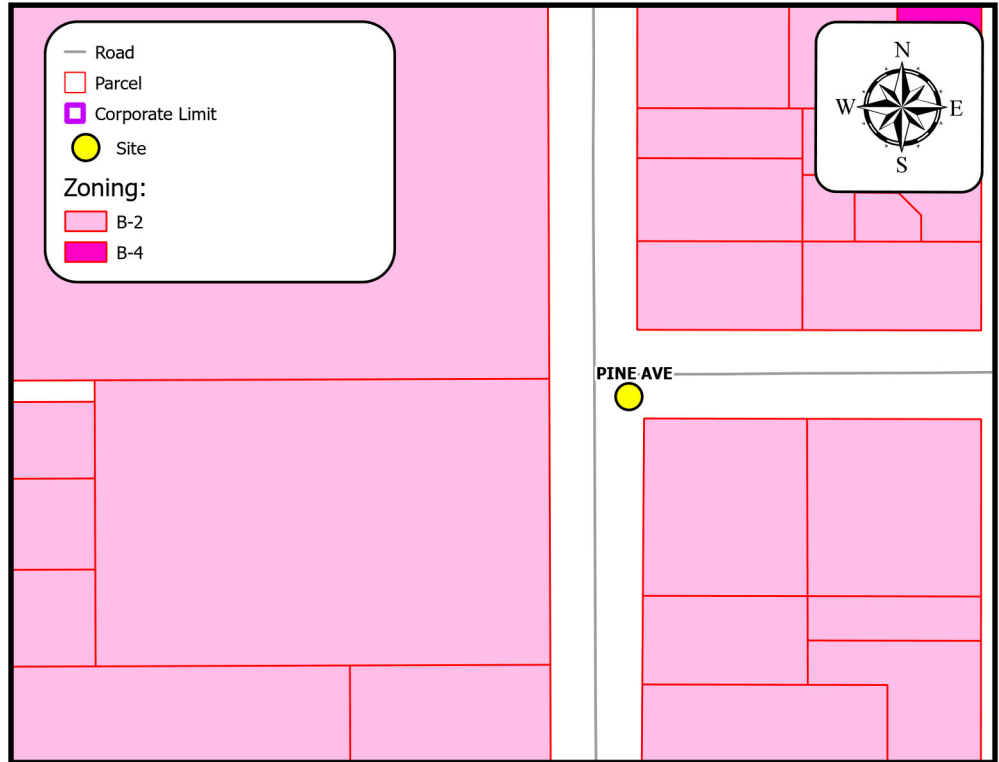 Road
Parcel
Corporate Limit
Site
Zoning:
B-2
B-4
N
W
E
S
PINE AVE